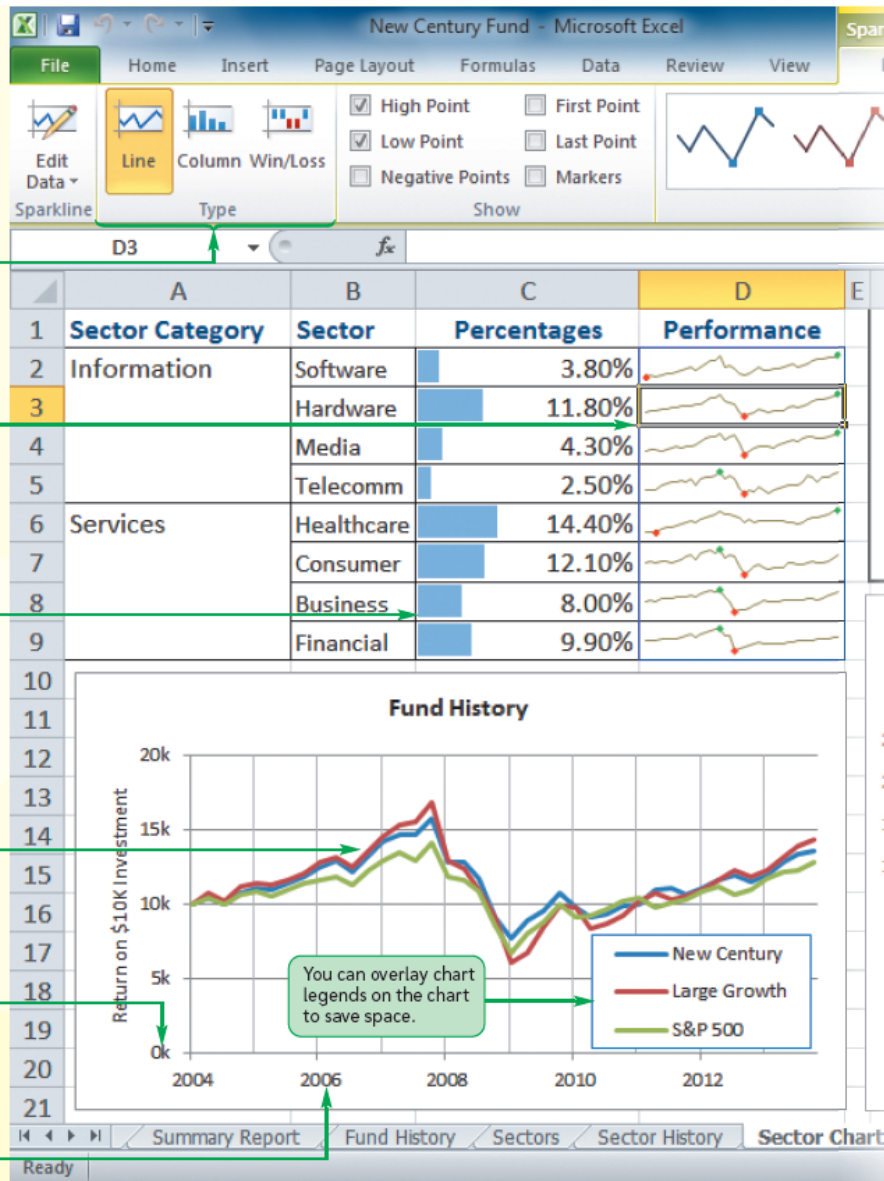 New Century Fund - Microsoft Excel
File Home Insert Page Layout Formulas Data Review View
Edit Data
Line Column Win/Loss
High Point First Point
Low Point Last Point
Negative Points Markers
Sparkline Type Show
D3 fx
A B C D E
1 Sector Category Sector Percentages Performance
2 Information Software 3.80%
3 Hardware 11.80%
4 Media 4.30%
5 Telecomm 2.50%
6 Services Healthcare 14.40%
7 Consumer 12.10%
8 Business 8.00%
9 Financial 9.90%
10
11
12
13
14
15
16
17
18
19
20
21
Fund History
Return on $10K Investment
20k
15k
10k
5k
0k
You can overlay chart
legends on the chart
to save space.
New Century
Large Growth
S&P 500
2004 2006 2008 2010 2012
Summary Report Fund History Sectors Sector History Sector Chart
Ready